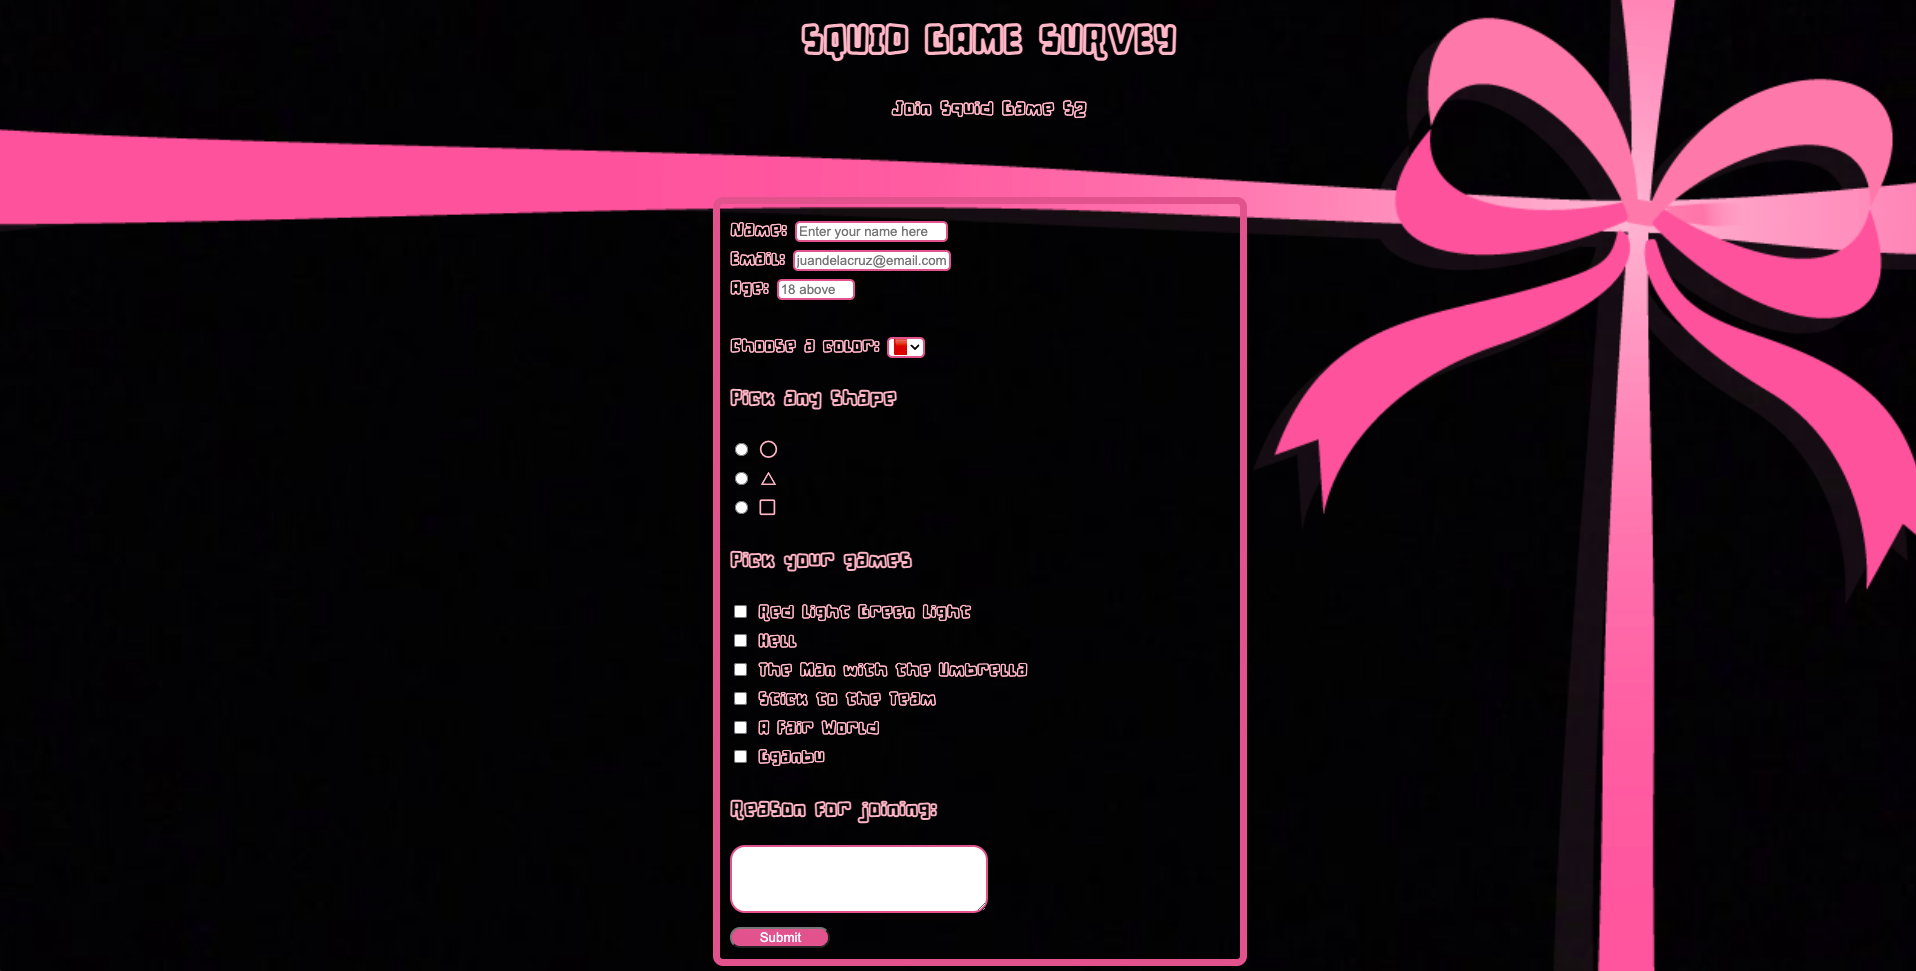 SQUID GAME SURVEY
Join Squid Game S2
Name: Enter your name here
Email: juandelacruz@email.com
Age: 18 above
Choose a color:
Pick any shape
Pick your games
Red Light Green Light
Hell
The Man with the Umbrella
Stick to the Team
A Fair World
Gganbu
Reason for joining:
Submit